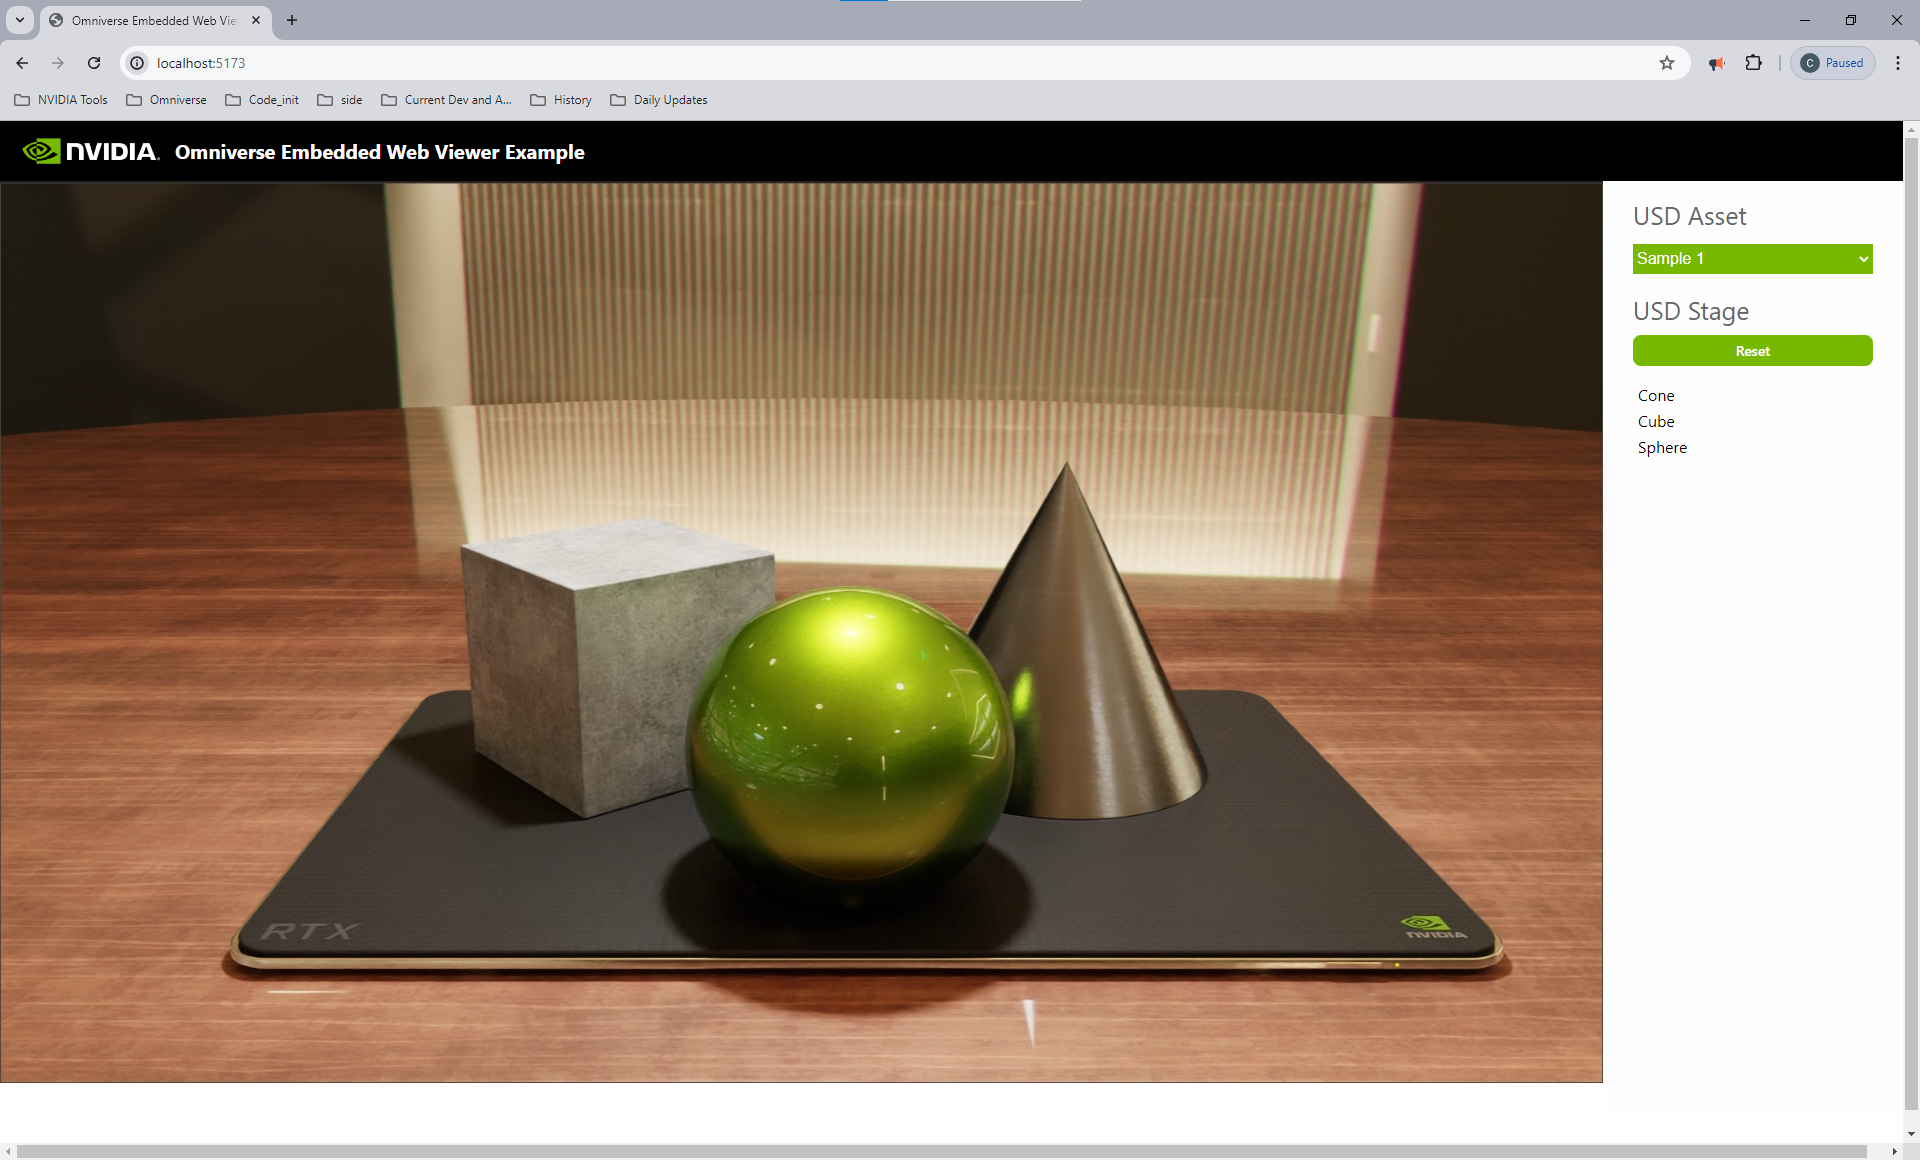 Omniverse Embedded Web Vie
localhost:5173
Paused
C
NVIDIA Tools
Omniverse
Code_init
side
Current Dev and A...
History
Daily Updates
NVIDIA. Omniverse Embedded Web Viewer Example
USD Asset
Sample 1
USD Stage
Reset
Cone
Cube
Sphere
RTX
NVIDIA